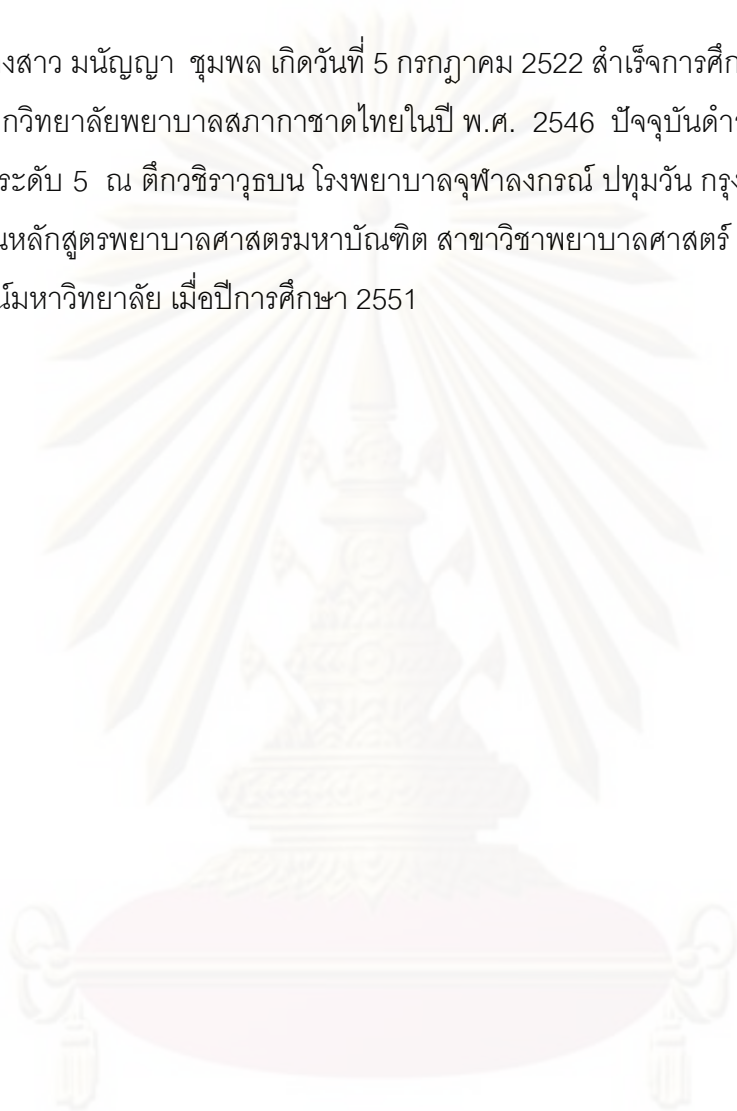 งสาว มนัญญา ชุมพล เกิดวันที่ 5 กรกฎาคม 2522 สำเร็จการศึก
กวิทยาลัยพยาบาลสภากาชาดไทยในปี พ.ศ. 2546 ปัจจุบันดำ
ระดับ 5 ณ ตึกวชิราวุธบน โรงพยาบาลจุฬาลงกรณ์ ปทุมวัน กรุง
นหลักสูตรพยาบาลศาสตรมหาบัณฑิต สาขาวิชาพยาบาลศาสตร์
น์มหาวิทยาลัย เมื่อปีการศึกษา 2551